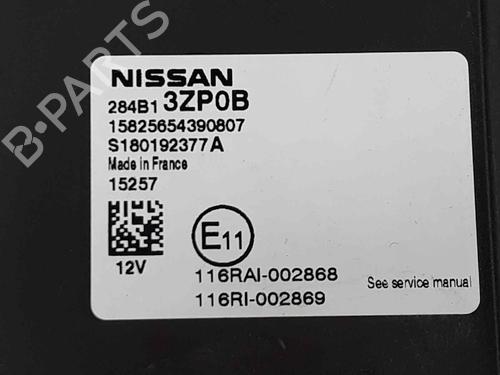 B-PARTS
NISSAN
284B1 3ZP0B
15825654390807
S180192377A
Made in France
15257
E11
12V
116RAI-002868
116RI-002869
See service manual